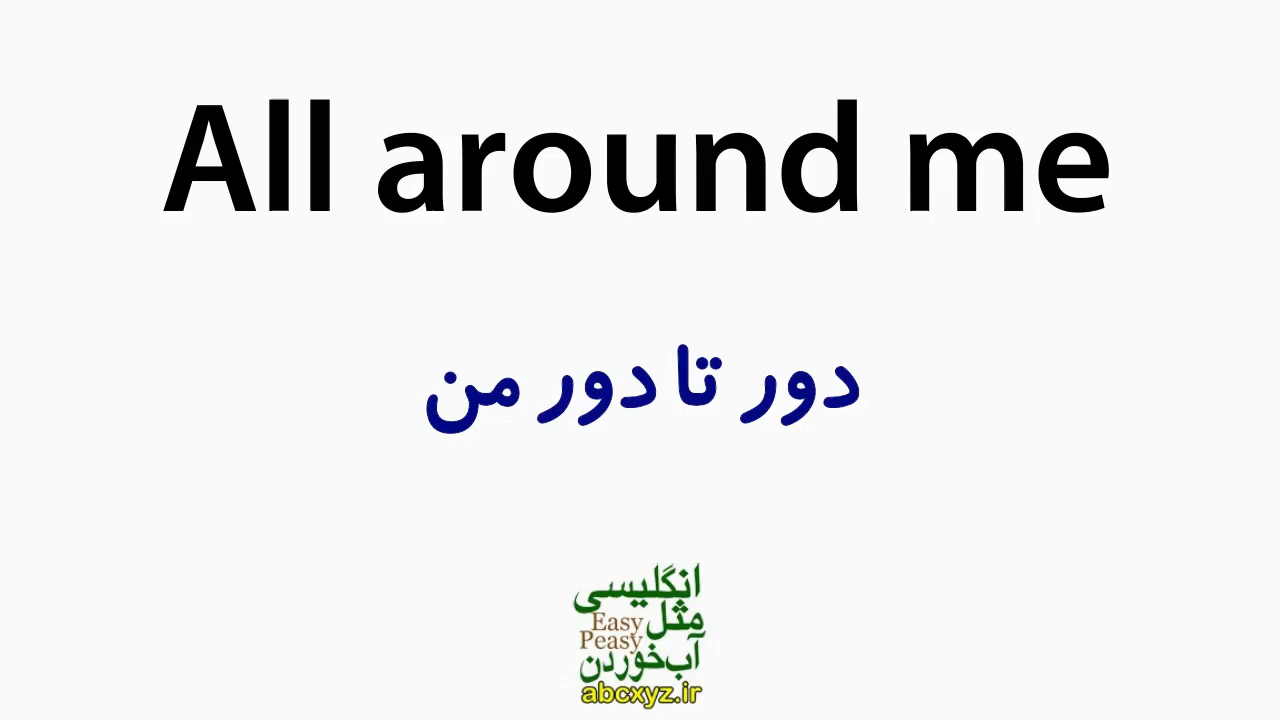 All around me
دور تا دور من
انگلیسی
مثل
Easy
Peasy
آب‌خوردن
abcxyz.ir